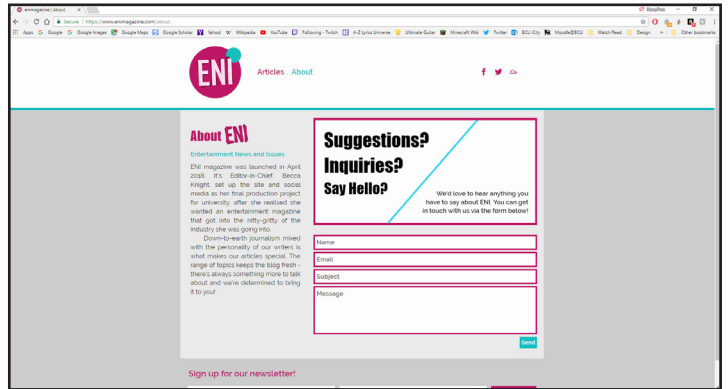 enimagazine | About
Secure | https://www.enimagazine.com/about
Apps Google Google Images Google Maps Google Scholar Yahoo! Wikipedia YouTube Following - Twitch A-Z Lyrics Universe Ultimate Guitar Minecraft Wiki Twitter BCU iCity Moodle@BCU Watch/Read Design » Other bookmarks
ENI
Articles About
About ENI
Entertainment News and Issues
ENI magazine was launched in April
2018. It's Editor-in-Chief, Becca
Knight, set up the site and social
media as her final production project
for university, after she realised she
wanted an entertainment magazine
that got into the nitty-gritty of the
industry she was going into.
Down-to-earth journalism mixed
with the personality of our writers is
what makes our articles special. The
range of topics keeps the blog fresh -
there's always something more to talk
about and we're determined to bring
it to you!
Suggestions?
Inquiries?
Say Hello?
We'd love to hear anything you
have to say about ENI. You can get
in touch with us via the form below!
Name
Email
Subject
Message
Send
Sign up for our newsletter!